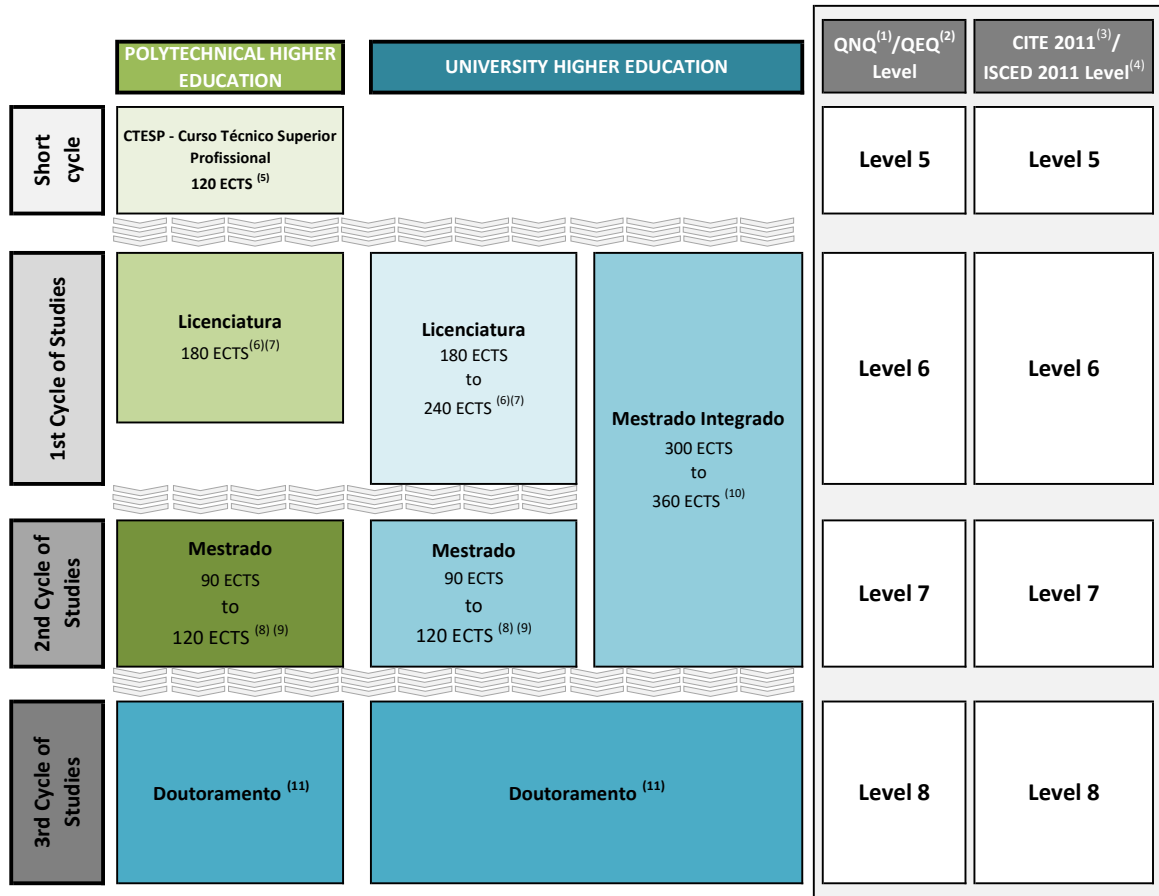 POLYTECHNICAL HIGHER
EDUCATION
UNIVERSITY HIGHER EDUCATION
QNQ(1)/QEQ(2)
Level
CITE 2011(3)/
ISCED 2011 Level(4)
Short
cycle
CTESP - Curso Técnico Superior
Profissional
120 ECTS (5)
Level 5
Level 5
1st Cycle of Studies
Licenciatura
180 ECTS(6)(7)
Licenciatura
180 ECTS
to
240 ECTS (6)(7)
Mestrado Integrado
300 ECTS
to
360 ECTS (10)
Level 6
Level 6
2nd Cycle of
Studies
Mestrado
90 ECTS
to
120 ECTS (8) (9)
Mestrado
90 ECTS
to
120 ECTS (8) (9)
Level 7
Level 7
3rd Cycle of
Studies
Doutoramento (11)
Doutoramento (11)
Level 8
Level 8